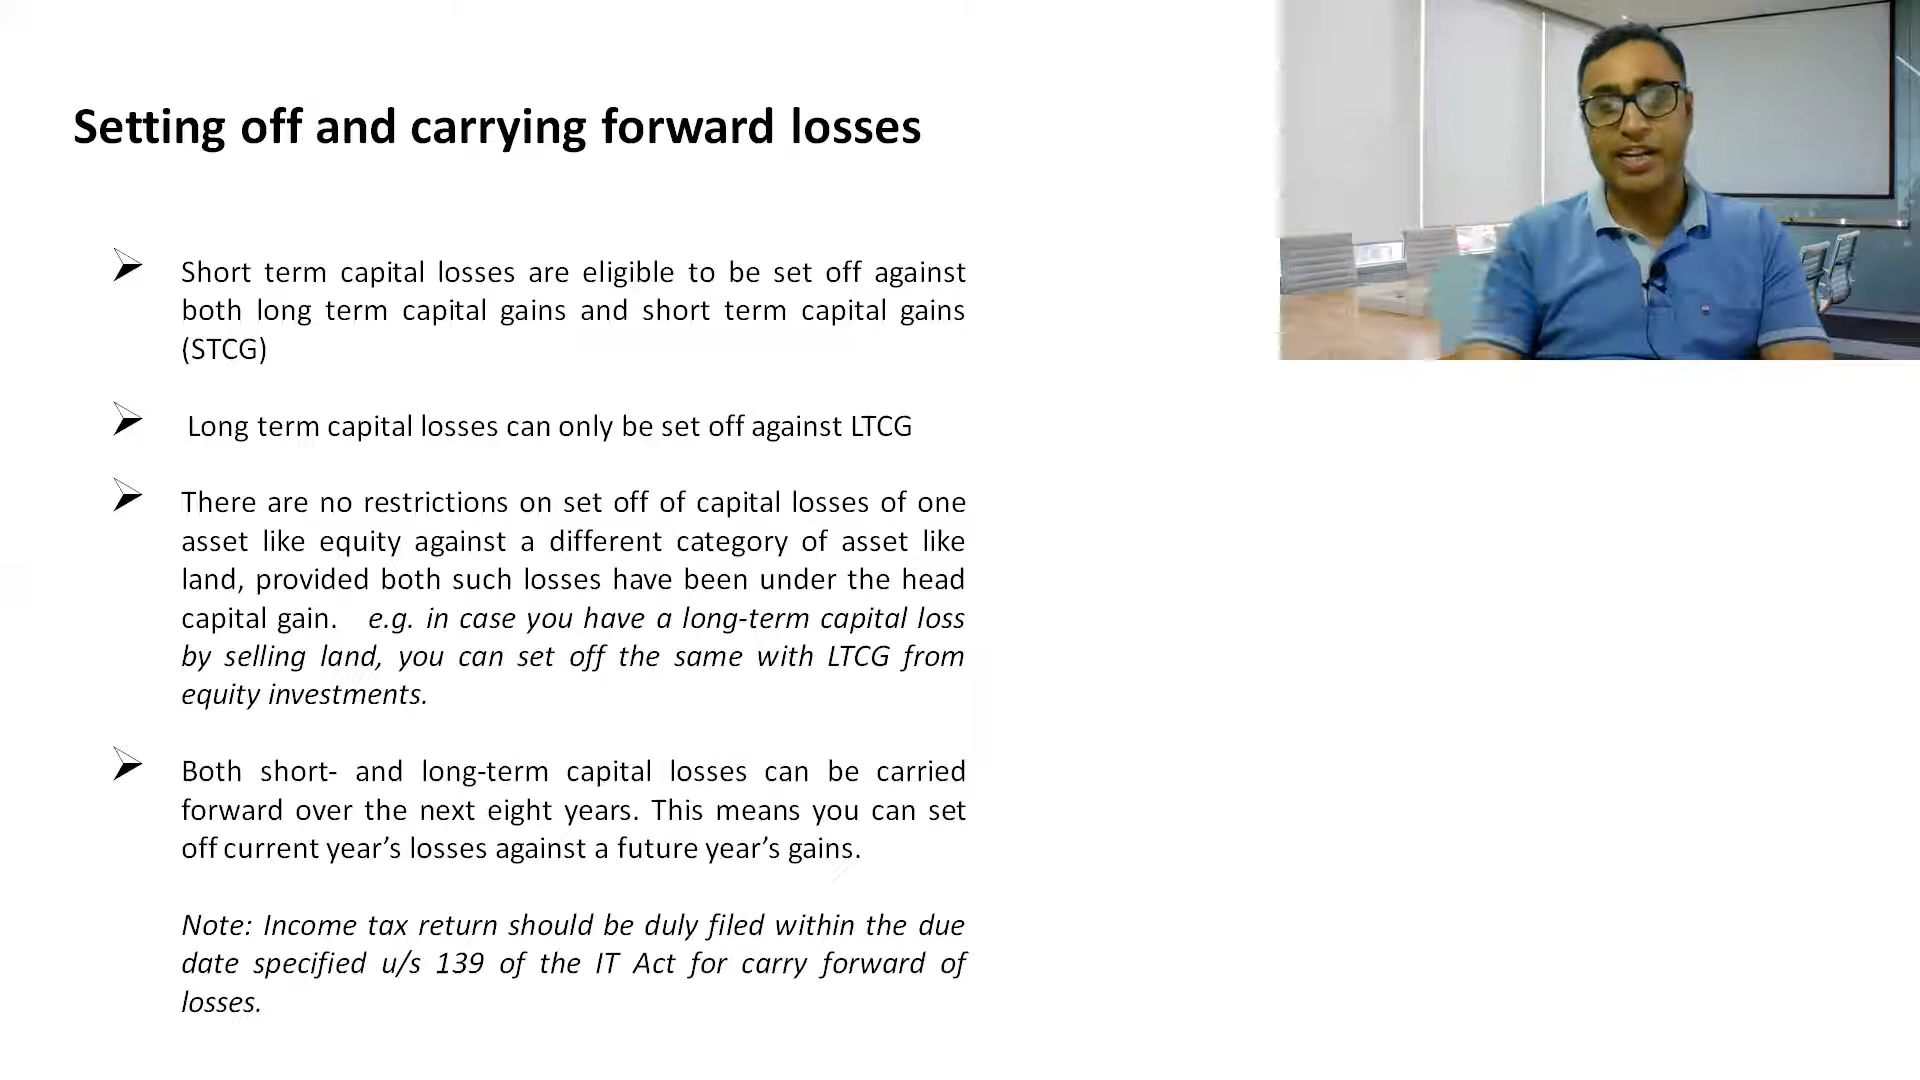 Setting off and carrying forward losses
Short term capital losses are eligible to be set off against
both long term capital gains and short term capital gains
(STCG)
Long term capital losses can only be set off against LTCG
There are no restrictions on set off of capital losses of one
asset like equity against a different category of asset like
land, provided both such losses have been under the head
capital gain. e.g. in case you have a long-term capital loss
by selling land, you can set off the same with LTCG from
equity investments.
Both short- and long-term capital losses can be carried
forward over the next eight years. This means you can set
off current year’s losses against a future year’s gains.
Note: Income tax return should be duly filed within the due
date specified u/s 139 of the IT Act for carry forward of
losses.